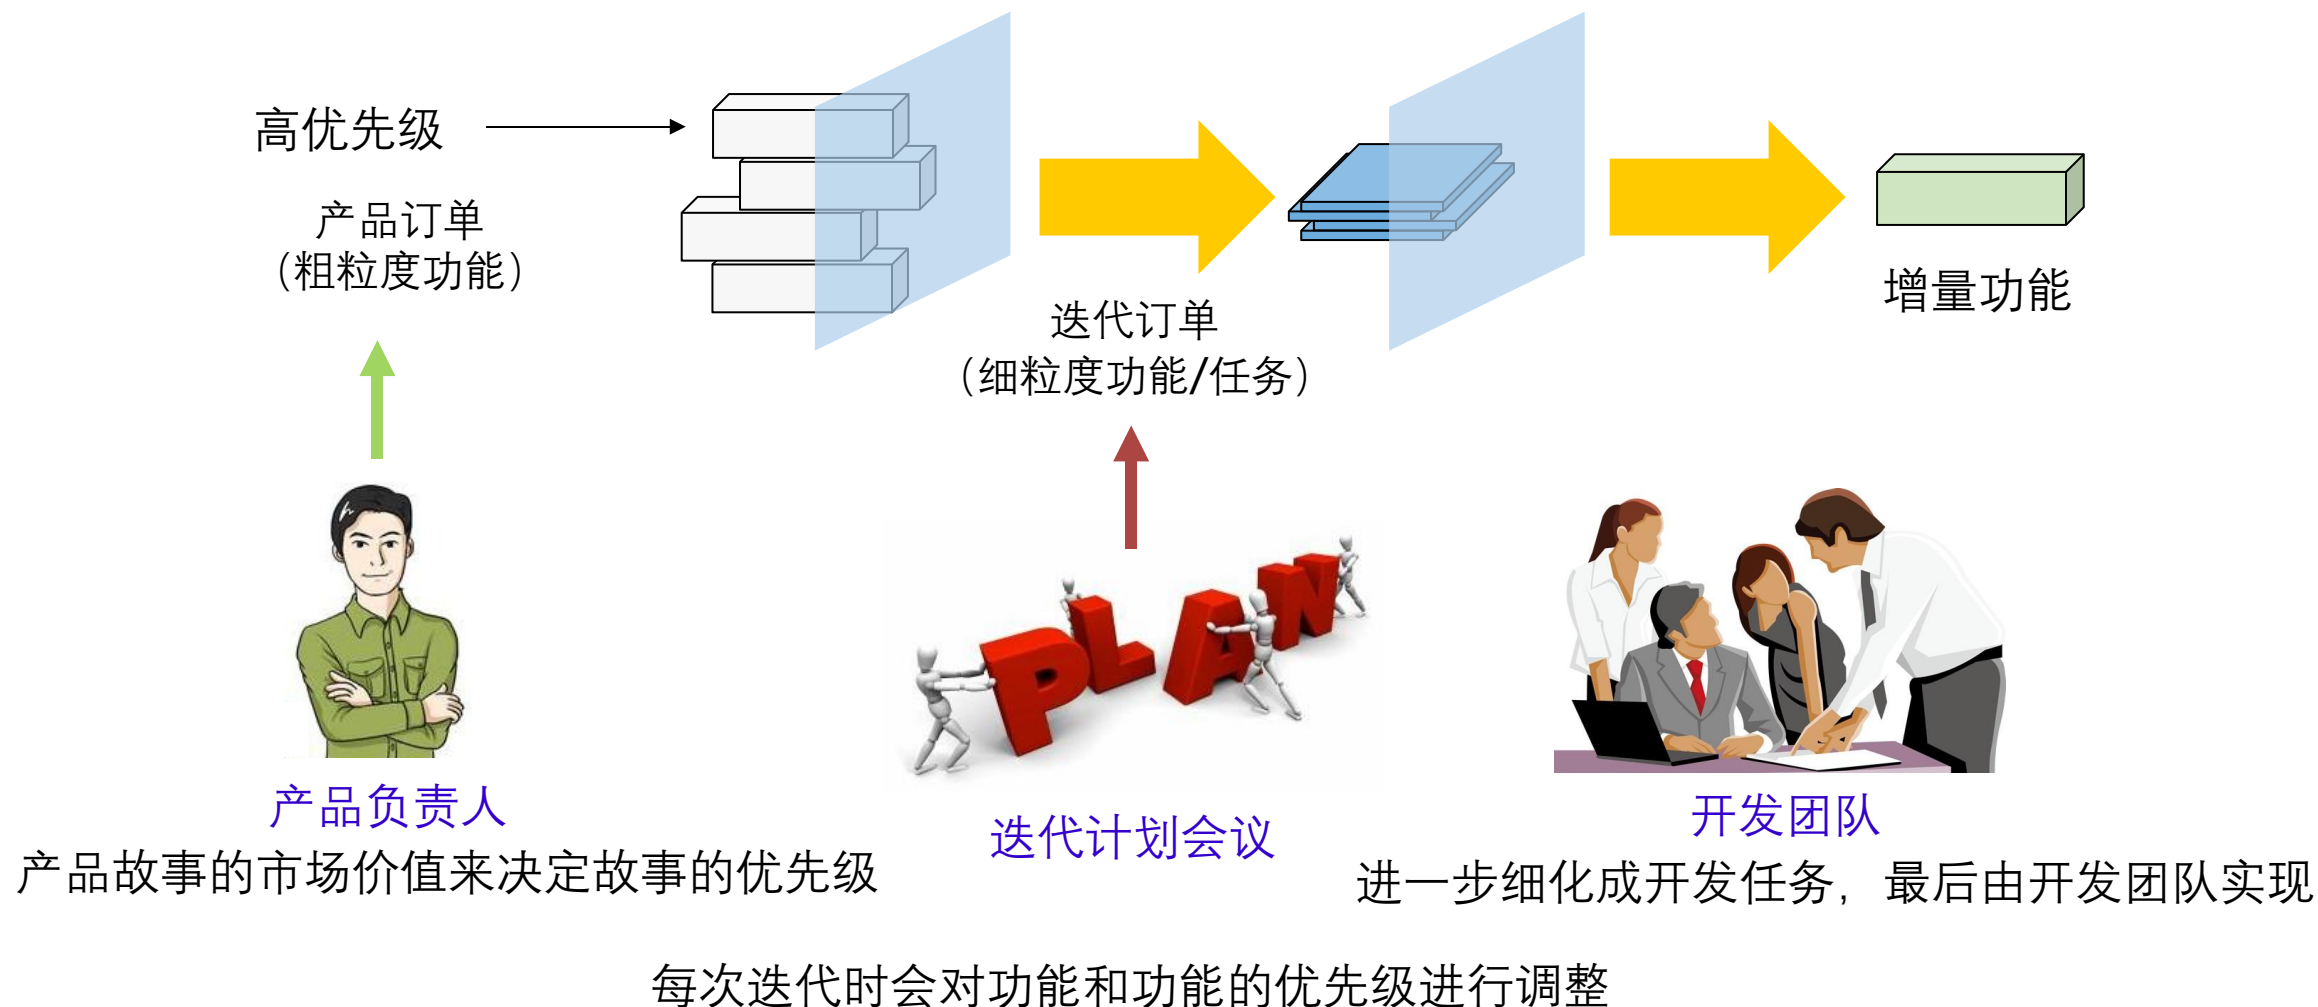 高优先级
产品订单
（粗粒度功能）
迭代订单
（细粒度功能/任务）
增量功能
PLAN
产品负责人
产品故事的市场价值来决定故事的优先级
迭代计划会议
开发团队
进一步细化成开发任务，最后由开发团队实现
每次迭代时会对功能和功能的优先级进行调整